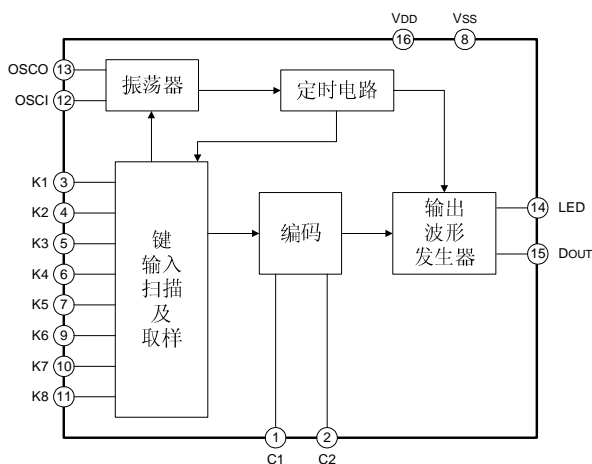 VDD
VSS
16
8
OSCO 13
OSCI 12
振荡器
定时电路
K1 3
K2 4
K3 5
K4 6
K5 7
K6 9
K7 10
K8 11
键
输入
扫描
及
取样
编码
输出
波形
发生器
14 LED
15 DOUT
1
2
C1
C2